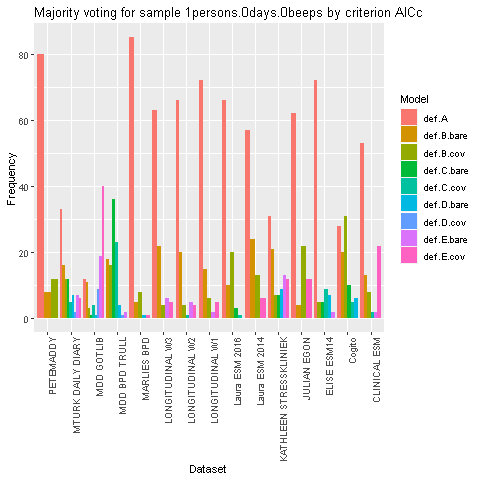 Majority voting for sample 1persons.0days.0beeps by criterion AICc
Frequency
80
60
40
20
0
PETEMADDY
MTURK DAILY DIARY
MDD GOTLIB
MDD BPD TRULL
MARLIES BPD
LONGITUDINAL W3
LONGITUDINAL W2
LONGITUDINAL W1
Laura ESM 2016
Laura ESM 2014
KATHLEEN STRESSKLINIEK
JULIAN EGON
ELISE ESM14
Cogito
CLINICAL ESM
Dataset
Model
def.A
def.B.bare
def.B.cov
def.C.bare
def.C.cov
def.D.bare
def.D.cov
def.E.bare
def.E.cov